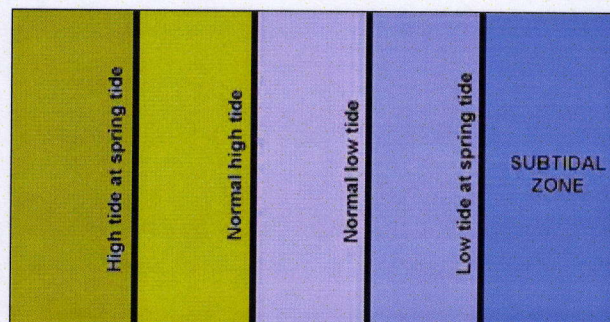 High tide at spring tide
Normal high tide
Normal low tide
Low tide at spring tide
SUBTIDAL
ZONE